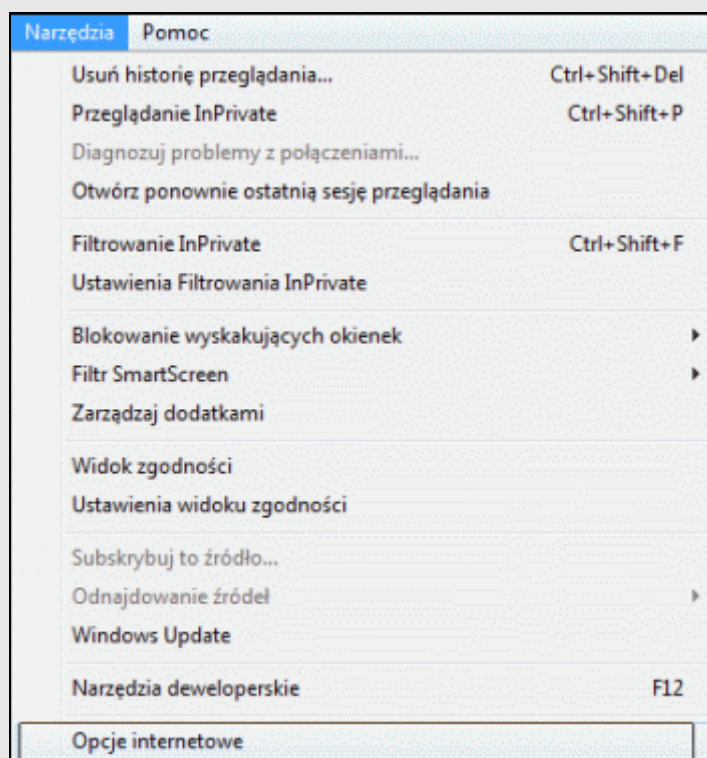 Narzędzia Pomoc
Usuń historię przeglądania... Ctrl+Shift+Del
Przeglądanie InPrivate Ctrl+Shift+P
Diagnozuj problemy z połączeniami...
Otwórz ponownie ostatnią sesję przeglądania
Filtrowanie InPrivate Ctrl+Shift+F
Ustawienia Filtrowania InPrivate
Blokowanie wyskakujących okienek
Filtr SmartScreen
Zarządzaj dodatkami
Widok zgodności
Ustawienia widoku zgodności
Subskrybuj to źródło...
Odnajdowanie źródeł
Windows Update
Narzędzia deweloperskie F12
Opcje internetowe